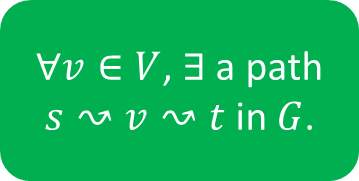 ∀𝑣 ∈ 𝑉, ∃ a path
𝑠 ⇝ 𝑣 ⇝ 𝑡 in 𝐺.